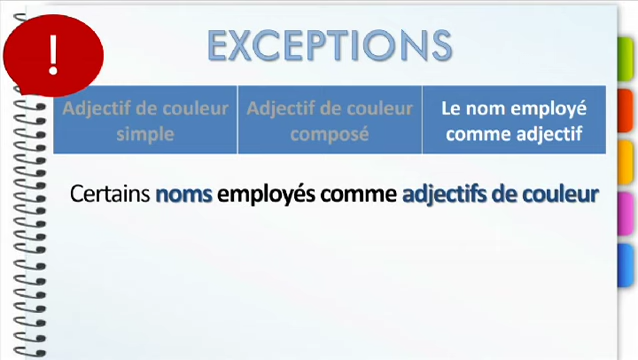 !
EXCEPTIONS
Adjectif de couleur simple
Adjectif de couleur composé
Le nom employé comme adjectif
Certains noms employés comme adjectifs de couleur